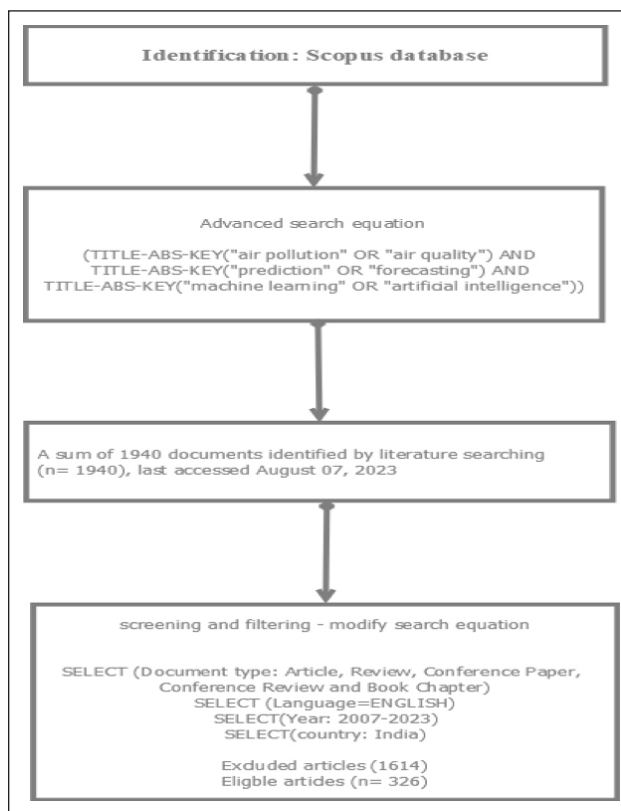 Identification: Scopus database
Advanced search equation
(TITLE-ABS-KEY("air pollution" OR "air quality") AND
TITLE-ABS-KEY("prediction" OR "forecasting") AND
TITLE-ABS-KEY("machine learning" OR "artificial intelligence"))
A sum of 1940 documents identified by literature searching
(n= 1940), last accessed August 07, 2023
screening and filtering - modify search equation
SELECT (Document type: Article, Review, Conference Paper,
Conference Review and Book Chapter)
SELECT (Language=ENGLISH)
SELECT(Year: 2007-2023)
SELECT(country: India)
Excluded articles (1614)
Eligble articles (n= 326)